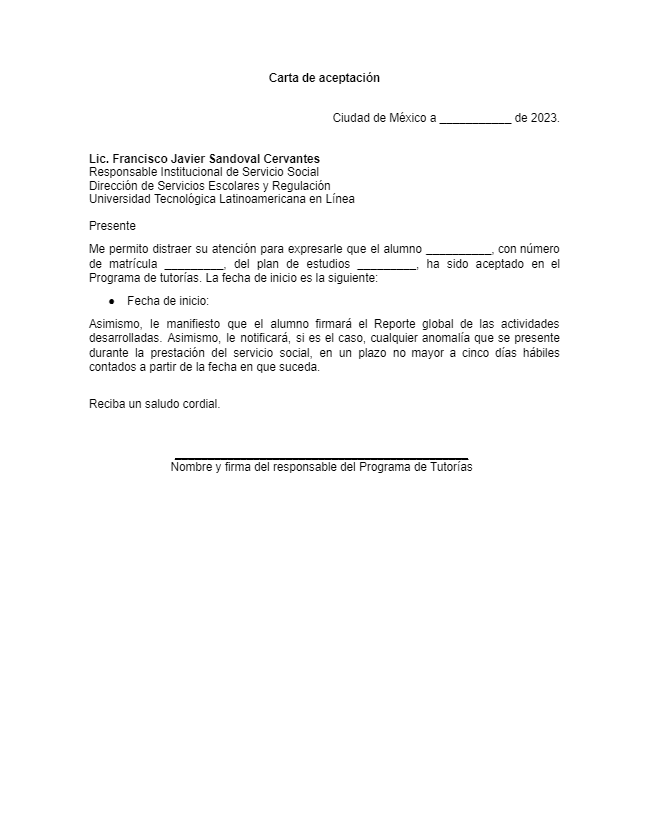 Carta de aceptación
Ciudad de México a ___________ de 2023.
Lic. Francisco Javier Sandoval Cervantes
Responsable Institucional de Servicio Social
Dirección de Servicios Escolares y Regulación
Universidad Tecnológica Latinoamericana en Línea
Presente
Me permito distraer su atención para expresarle que el alumno __________, con número
de matrícula _________, del plan de estudios _________, ha sido aceptado en el
Programa de tutorías. La fecha de inicio es la siguiente:
● Fecha de inicio:
Asimismo, le manifiesto que el alumno firmará el Reporte global de las actividades
desarrolladas. Asimismo, le notificará, si es el caso, cualquier anomalía que se presente
durante la prestación del servicio social, en un plazo no mayor a cinco días hábiles
contados a partir de la fecha en que suceda.
Reciba un saludo cordial.
_____________________________________________
Nombre y firma del responsable del Programa de Tutorías